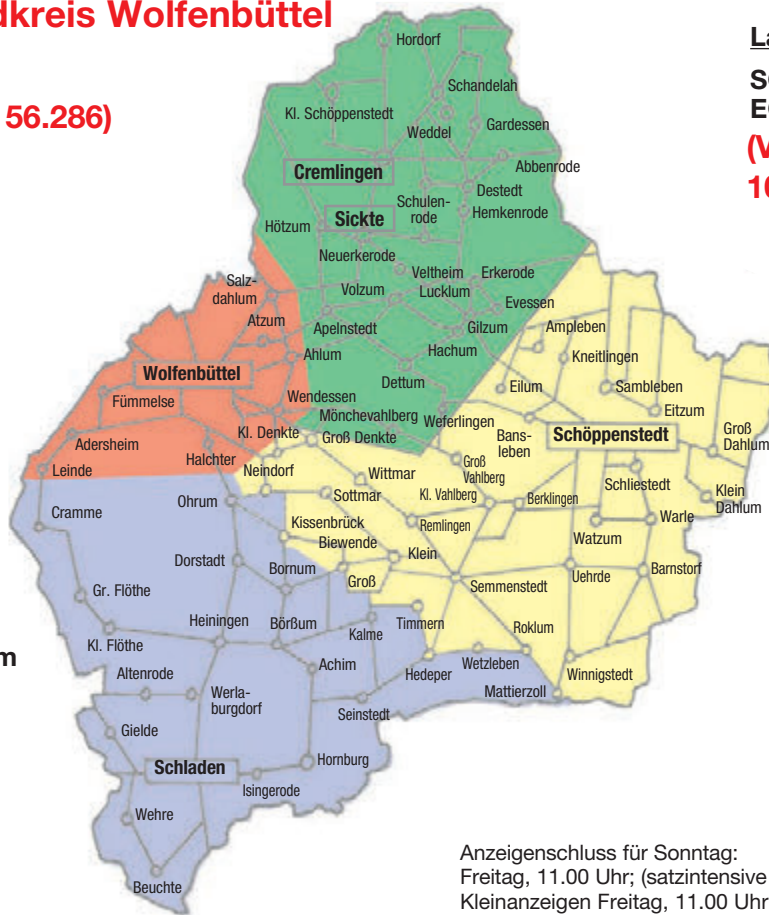 dkreis Wolfenbüttel
56.286)
Hordorf
Schandelah
Kl. Schöppenstedt
Weddel
Gardessen
Cremlingen
Abbenrode
Destedt
Schulen-
rode
Hemkenrode
Sickte
Hötzum
Neuerkerode
Veltheim
Erkerode
Lucklum
Volzum
Evessen
Salz-
dahlum
Atzum
Apelnstedt
Gilzum
Ampleben
Ahlum
Hachum
Kneitlingen
Wolfenbüttel
Dettum
Eilum
Sambleben
Fümmelse
Wendessen
Mönchevahlberg
Weferlingen
Eitzum
Kl. Denkte
Groß Denkte
Bans-
leben
Schöppenstedt
Groß
Dahlum
Adersheim
Halchter
Leinde
Neindorf
Wittmar
Groß
Vahlberg
Schliestedt
Klein
Dahlum
Ohrum
Sottmar
Kl. Vahlberg
Berklingen
Cramme
Kissenbrück
Remlingen
Warle
Watzum
Biewende
Dorstadt
Bornum
Klein
Groß
Semmenstedt
Uehrde
Barnstorf
Gr. Flöthe
Heiningen
Börßum
Kalme
Timmern
Roklum
Kl. Flöthe
m
Achim
Hedeper
Wetzleben
Winnigstedt
Altenrode
Werla-
burgdorf
Mattierzoll
Seinstedt
Gielde
Schladen
Hornburg
Isingerode
Wehre
Beuchte
Anzeigenschluss für Sonntag:
Freitag, 11.00 Uhr; (satzintensive
Kleinanzeigen Freitag, 11.00 Uhr